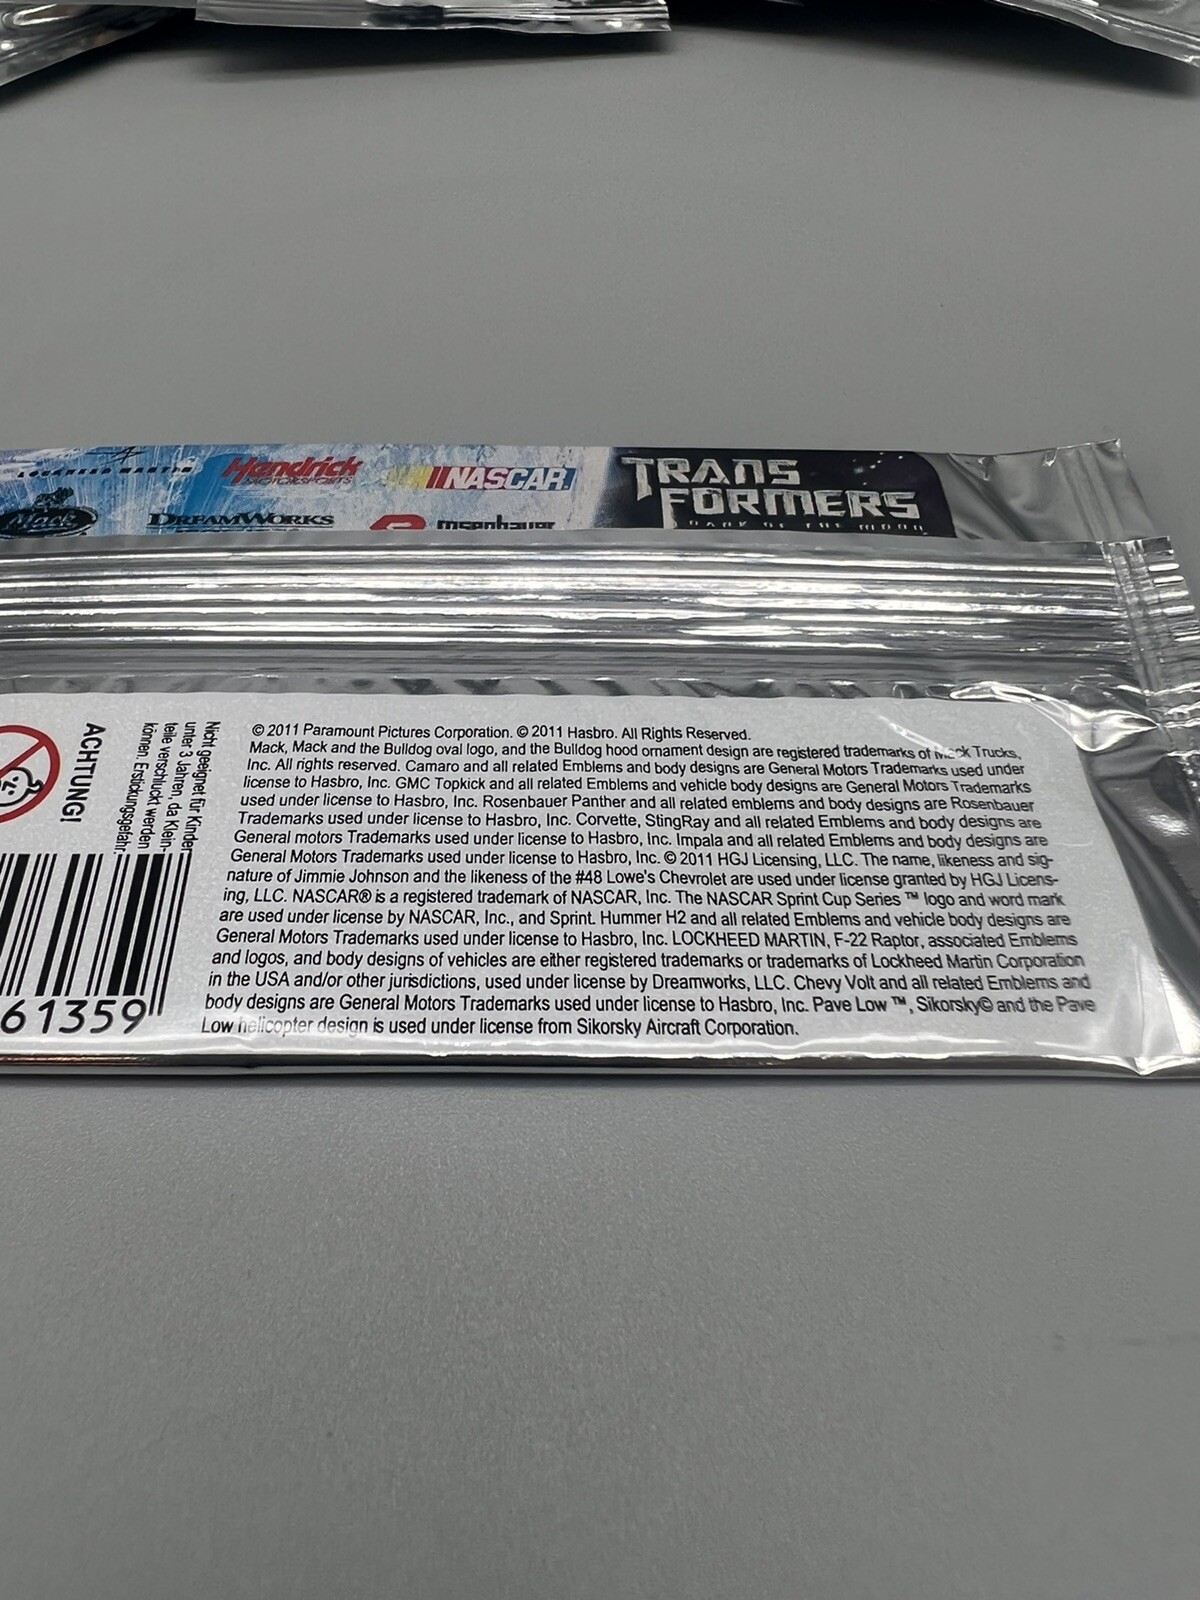 LOCKHEED MARTIN
Hendrick
MOTORSPORTS
NASCAR
TRANS
FORMERS
DARK OF THE MOON
Mack
DREAMWORKS
© 2011 Paramount Pictures Corporation. © 2011 Hasbro. All Rights Reserved.
Mack, Mack and the Bulldog oval logo, and the Bulldog hood ornament design are registered trademarks of Mack Trucks,
Inc. All rights reserved. Camaro and all related Emblems and body designs are General Motors Trademarks used under
license to Hasbro, Inc. GMC Topkick and all related Emblems and vehicle body designs are General Motors Trademarks
used under license to Hasbro, Inc. Rosenbauer Panther and all related emblems and body designs are Rosenbauer
Trademarks used under license to Hasbro, Inc. Corvette, StingRay and all related Emblems and body designs are
General motors Trademarks used under license to Hasbro, Inc. Impala and all related Emblems and body designs are
General Motors Trademarks used under license to Hasbro, Inc. © 2011 HGJ Licensing, LLC. The name, likeness and sig-
nature of Jimmie Johnson and the likeness of the #48 Lowe's Chevrolet are used under license granted by HGJ Licens-
ing, LLC. NASCAR® is a registered trademark of NASCAR, Inc. The NASCAR Sprint Cup Series ™ logo and word mark
are used under license by NASCAR, Inc., and Sprint. Hummer H2 and all related Emblems and vehicle body designs are
General Motors Trademarks used under license to Hasbro, Inc. LOCKHEED MARTIN, F-22 Raptor, associated Emblems
and logos, and body designs of vehicles are either registered trademarks or trademarks of Lockheed Martin Corporation
in the USA and/or other jurisdictions, used under license by Dreamworks, LLC. Chevy Volt and all related Emblems and
body designs are General Motors Trademarks used under license to Hasbro, Inc. Pave Low ™, Sikorsky© and the Pave
Low helicopter design is used under license from Sikorsky Aircraft Corporation.
ACHTUNG!
Nicht geeignet für Kinder
unter 3 Jahren, da Klein-
teile verschluckt werden
können. Erstickungsgefahr.
61359